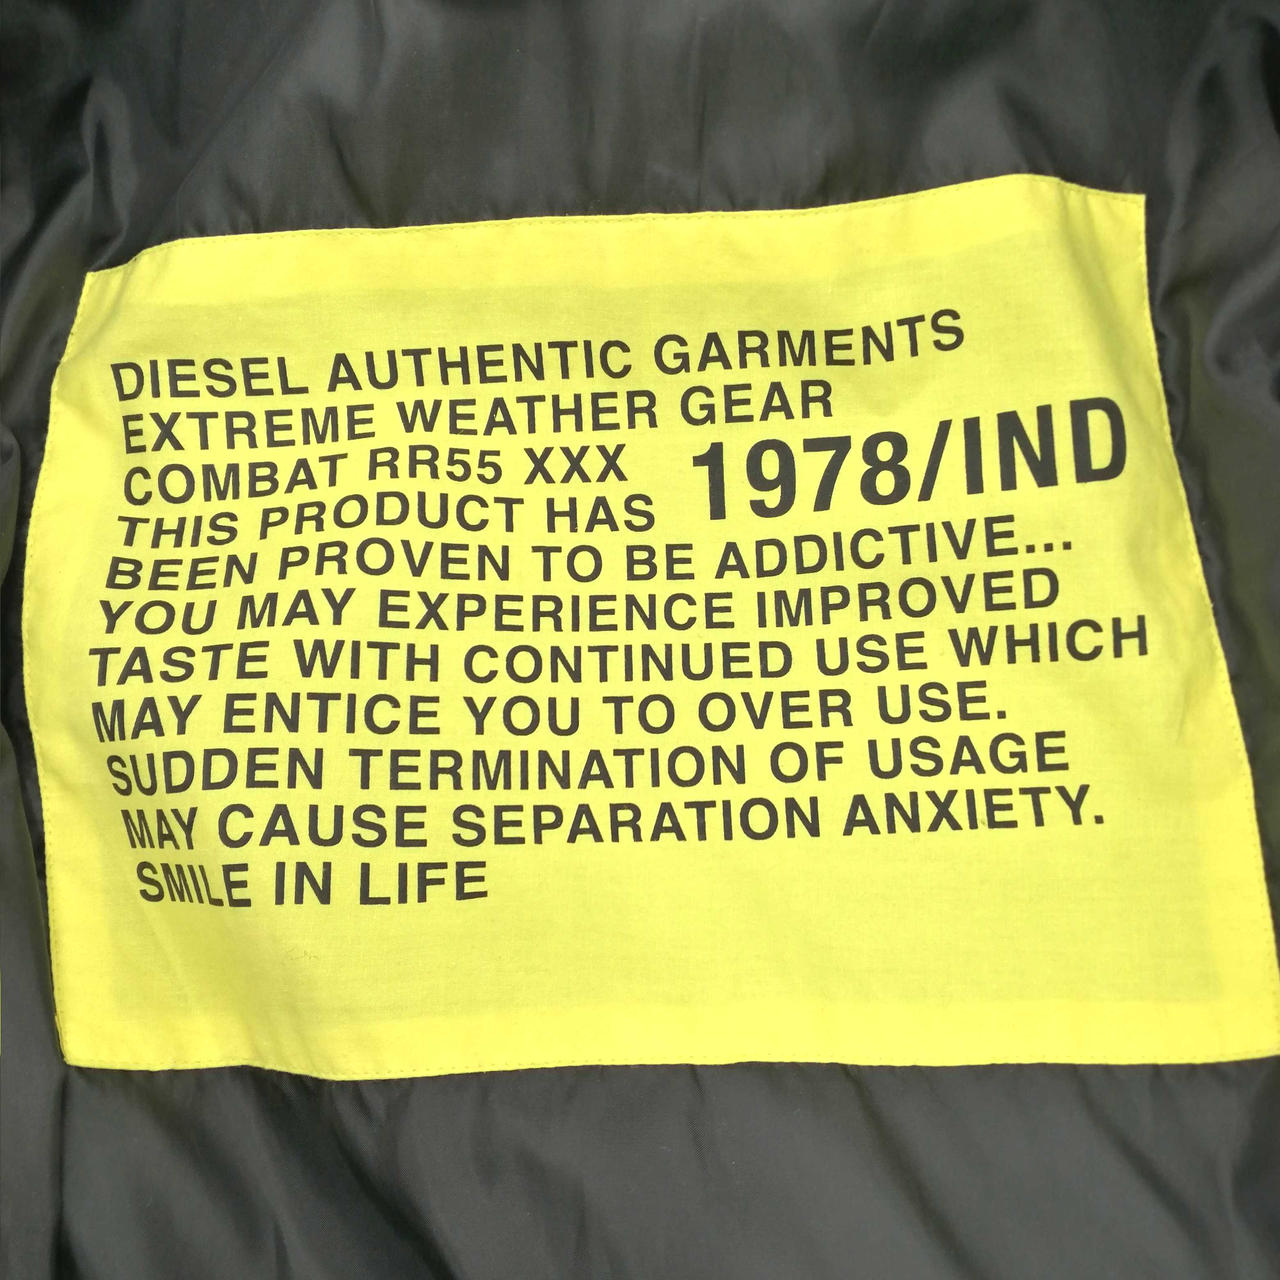 DIESEL AUTHENTIC GARMENTS
EXTREME WEATHER GEAR
COMBAT RR55 XXX
1978/IND
THIS PRODUCT HAS
BEEN PROVEN TO BE ADDICTIVE...
YOU MAY EXPERIENCE IMPROVED
TASTE WITH CONTINUED USE WHICH
MAY ENTICE YOU TO OVER USE.
SUDDEN TERMINATION OF USAGE
MAY CAUSE SEPARATION ANXIETY.
SMILE IN LIFE